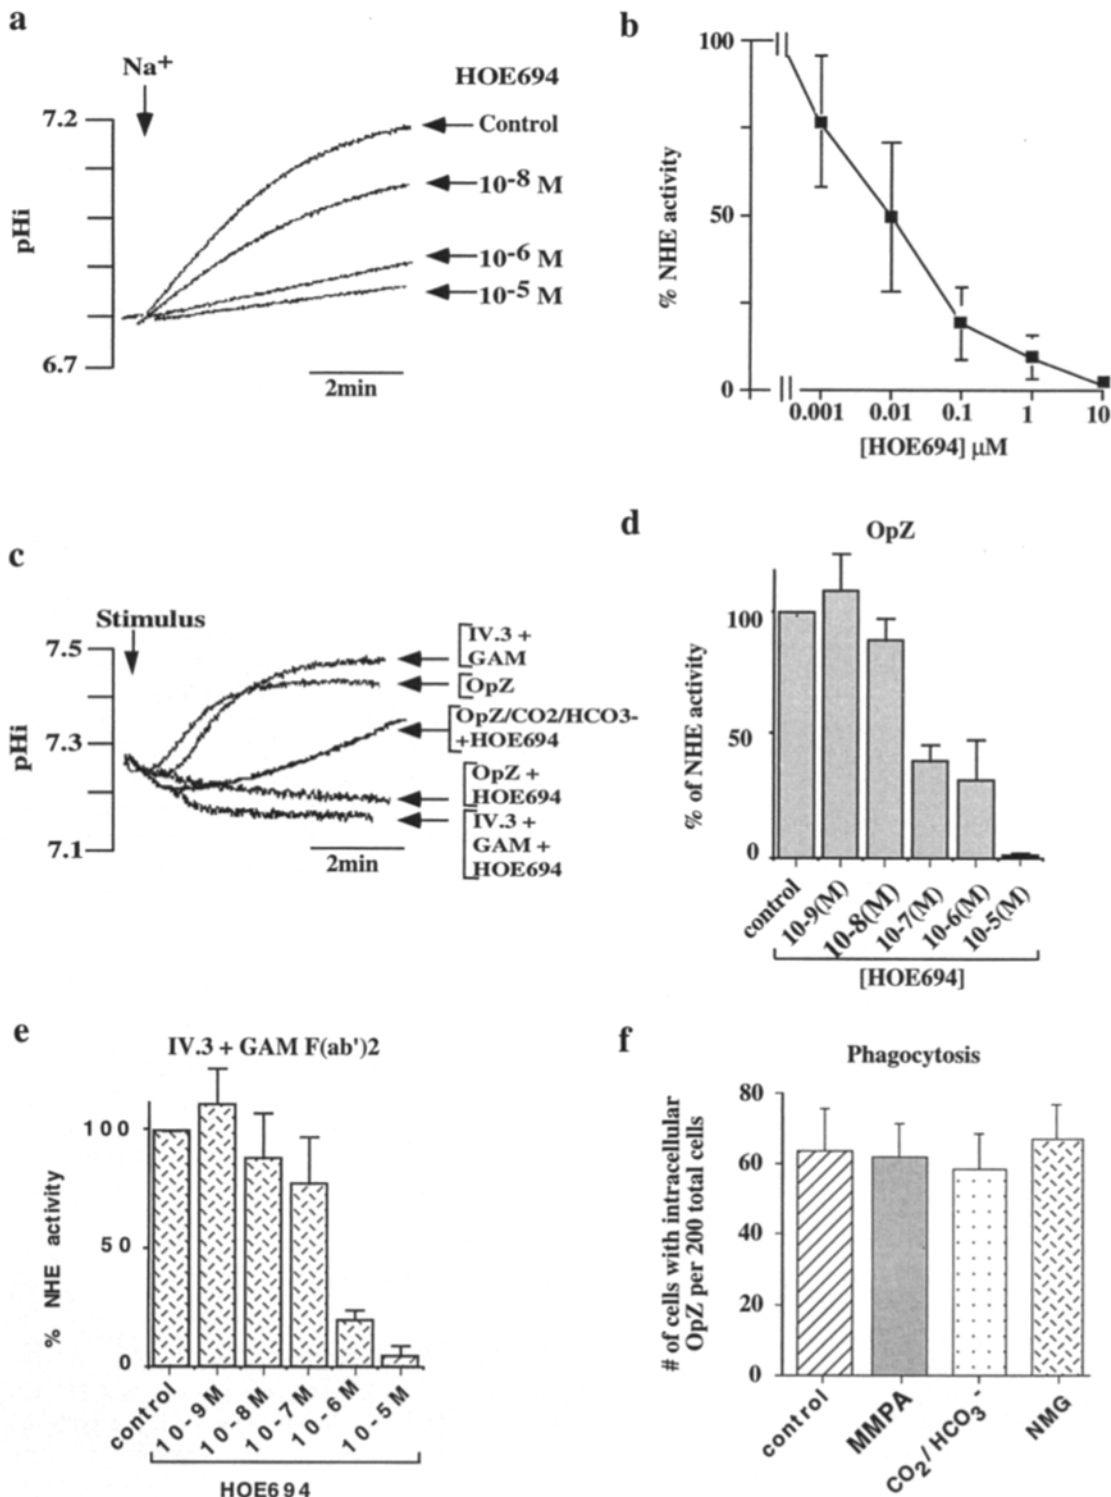 a
Na+
HOE694
7.2
Control
10-8 M
pHi
10-6 M
10-5 M
6.7
2min
b
100
% NHE activity
50
0
0.001 0.01 0.1 1 10
[HOE694] µM
c
Stimulus
7.5
IV.3 +
GAM
OpZ
OpZ/CO2/HCO3-
+HOE694
pHi
7.3
OpZ +
HOE694
IV.3 +
GAM +
HOE694
7.1
2min
d
OpZ
100
% of NHE activity
50
0
control 10-9(M) 10-8(M) 10-7(M) 10-6(M) 10-5(M)
[HOE694]
e
IV.3 + GAM F(ab')2
100
% NHE activity
50
0
control 10-9M 10-8M 10-7M 10-6M 10-5M
HOE694
f
Phagocytosis
# of cells with intracellular
OpZ per 200 total cells
80
60
40
20
0
control MMPA CO2/HCO3- NMG